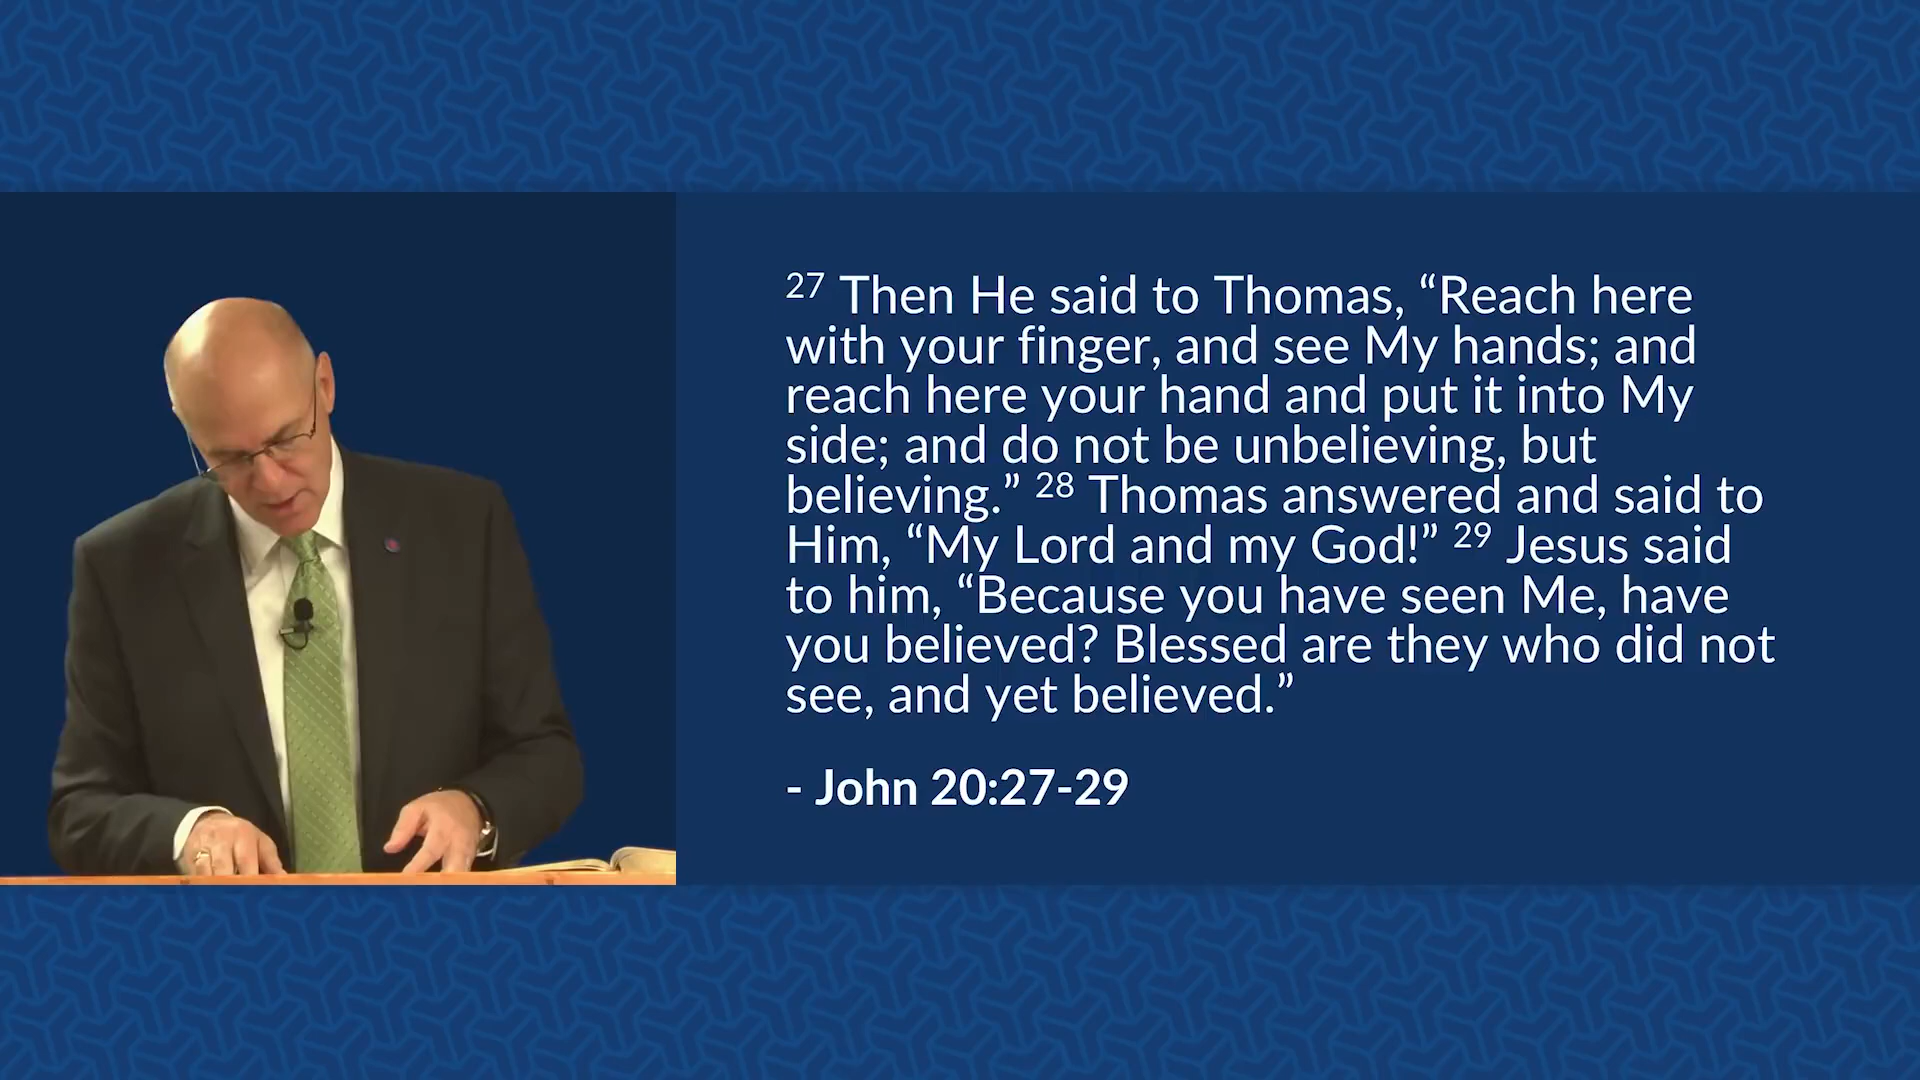 27 Then He said to Thomas, “Reach here
with your finger, and see My hands; and
reach here your hand and put it into My
side; and do not be unbelieving, but
believing.” 28 Thomas answered and said to
Him, “My Lord and my God!” 29 Jesus said
to him, “Because you have seen Me, have
you believed? Blessed are they who did not
see, and yet believed.”
- John 20:27-29